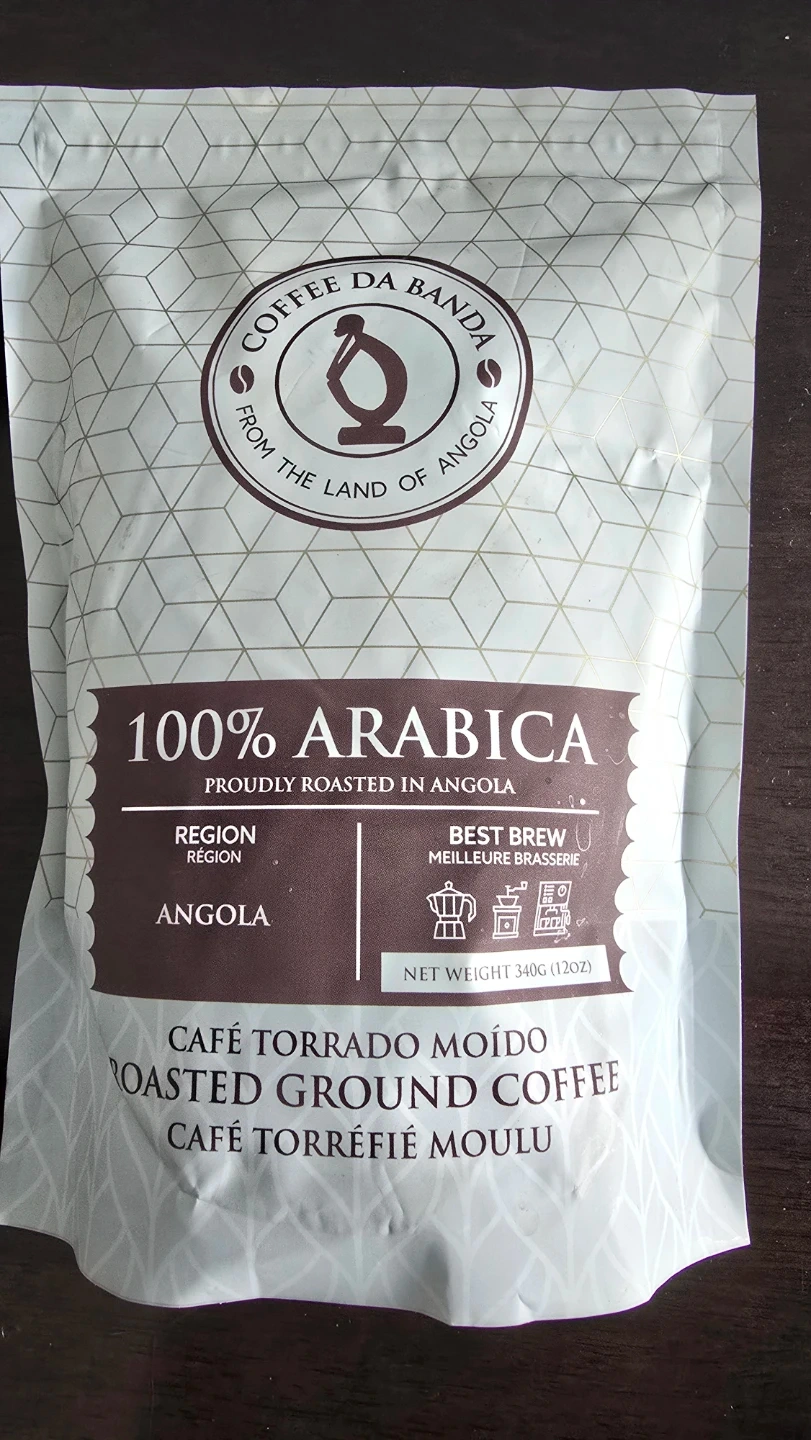 COFFEE DA BANDA
FROM THE LAND OF ANGOLA
100% ARABICA
PROUDLY ROASTED IN ANGOLA
REGION
RÉGION
ANGOLA
BEST BREW
MEILLEURE BRASSERIE
NET WEIGHT 340G (12OZ)
CAFÉ TORRADO MOÍDO
ROASTED GROUND COFFEE
CAFÉ TORRÉFIÉ MOULU